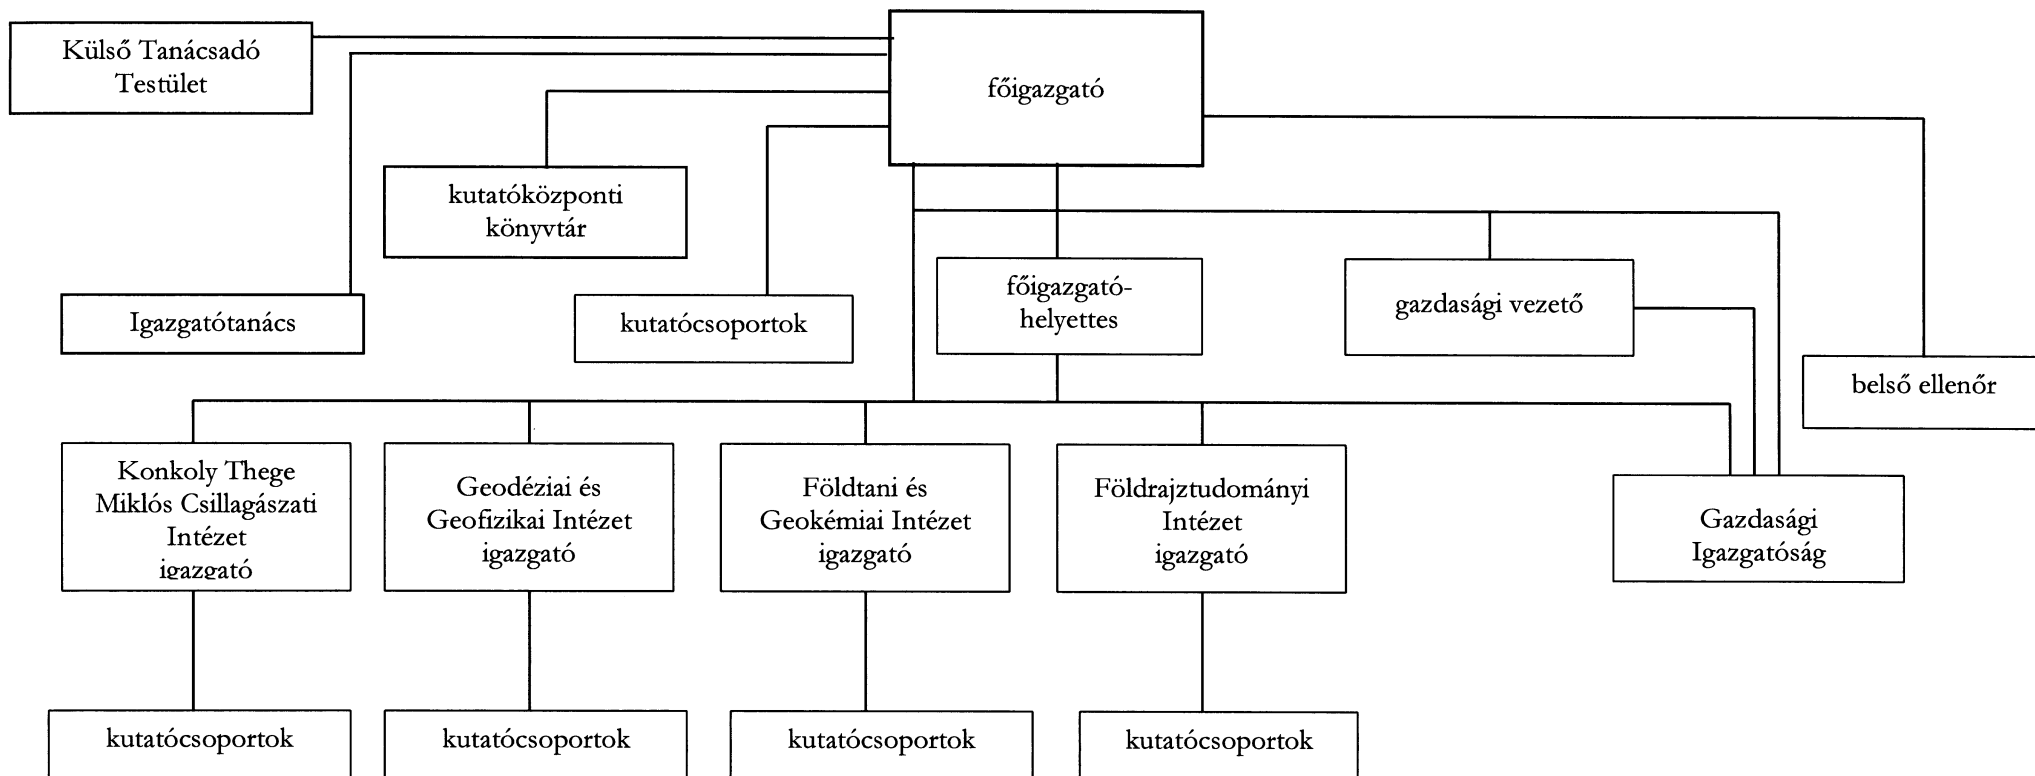 Külső Tanácsadó
Testület
főigazgató
kutatóközponti
könyvtár
Igazgatótanács
kutatócsoportok
főigazgató-
helyettes
gazdasági vezető
belső ellenőr
Konkoly Thege
Miklós Csillagászati
Intézet
igazgató
Geodéziai és
Geofizikai Intézet
igazgató
Földtani és
Geokémiai Intézet
igazgató
Földrajztudományi
Intézet
igazgató
Gazdasági
Igazgatóság
kutatócsoportok
kutatócsoportok
kutatócsoportok
kutatócsoportok